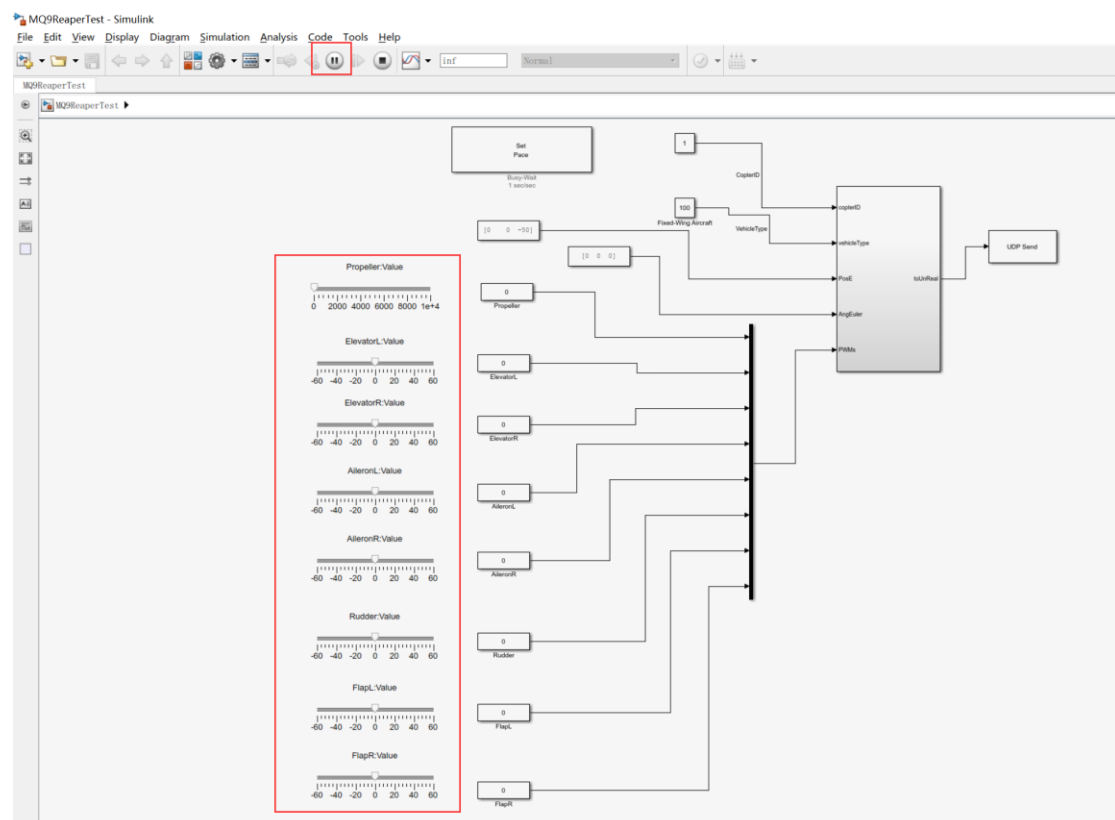 MQ9ReaperTest - Simulink
File Edit View Display Diagram Simulation Analysis Code Tools Help
inf
Normal
MQ9ReaperTest
MQ9ReaperTest
Set
Pace
Busy-Wait
1 sec/sec
1
CopterID
100
Fixed-Wing Aircraft
VehicleType
[0 0 -50]
[0 0 0]
copterID
vehicleType
PosE
AngEuler
PWMs
toUnReal
UDP Send
Propeller:Value
0 2000 4000 6000 8000 1e+4
0
Propeller
ElevatorL:Value
-60 -40 -20 0 20 40 60
0
ElevatorL
ElevatorR:Value
-60 -40 -20 0 20 40 60
0
ElevatorR
AileronL:Value
-60 -40 -20 0 20 40 60
0
AileronL
AileronR:Value
-60 -40 -20 0 20 40 60
0
AileronR
Rudder:Value
-60 -40 -20 0 20 40 60
0
Rudder
FlapL:Value
-60 -40 -20 0 20 40 60
0
FlapL
FlapR:Value
-60 -40 -20 0 20 40 60
0
FlapR